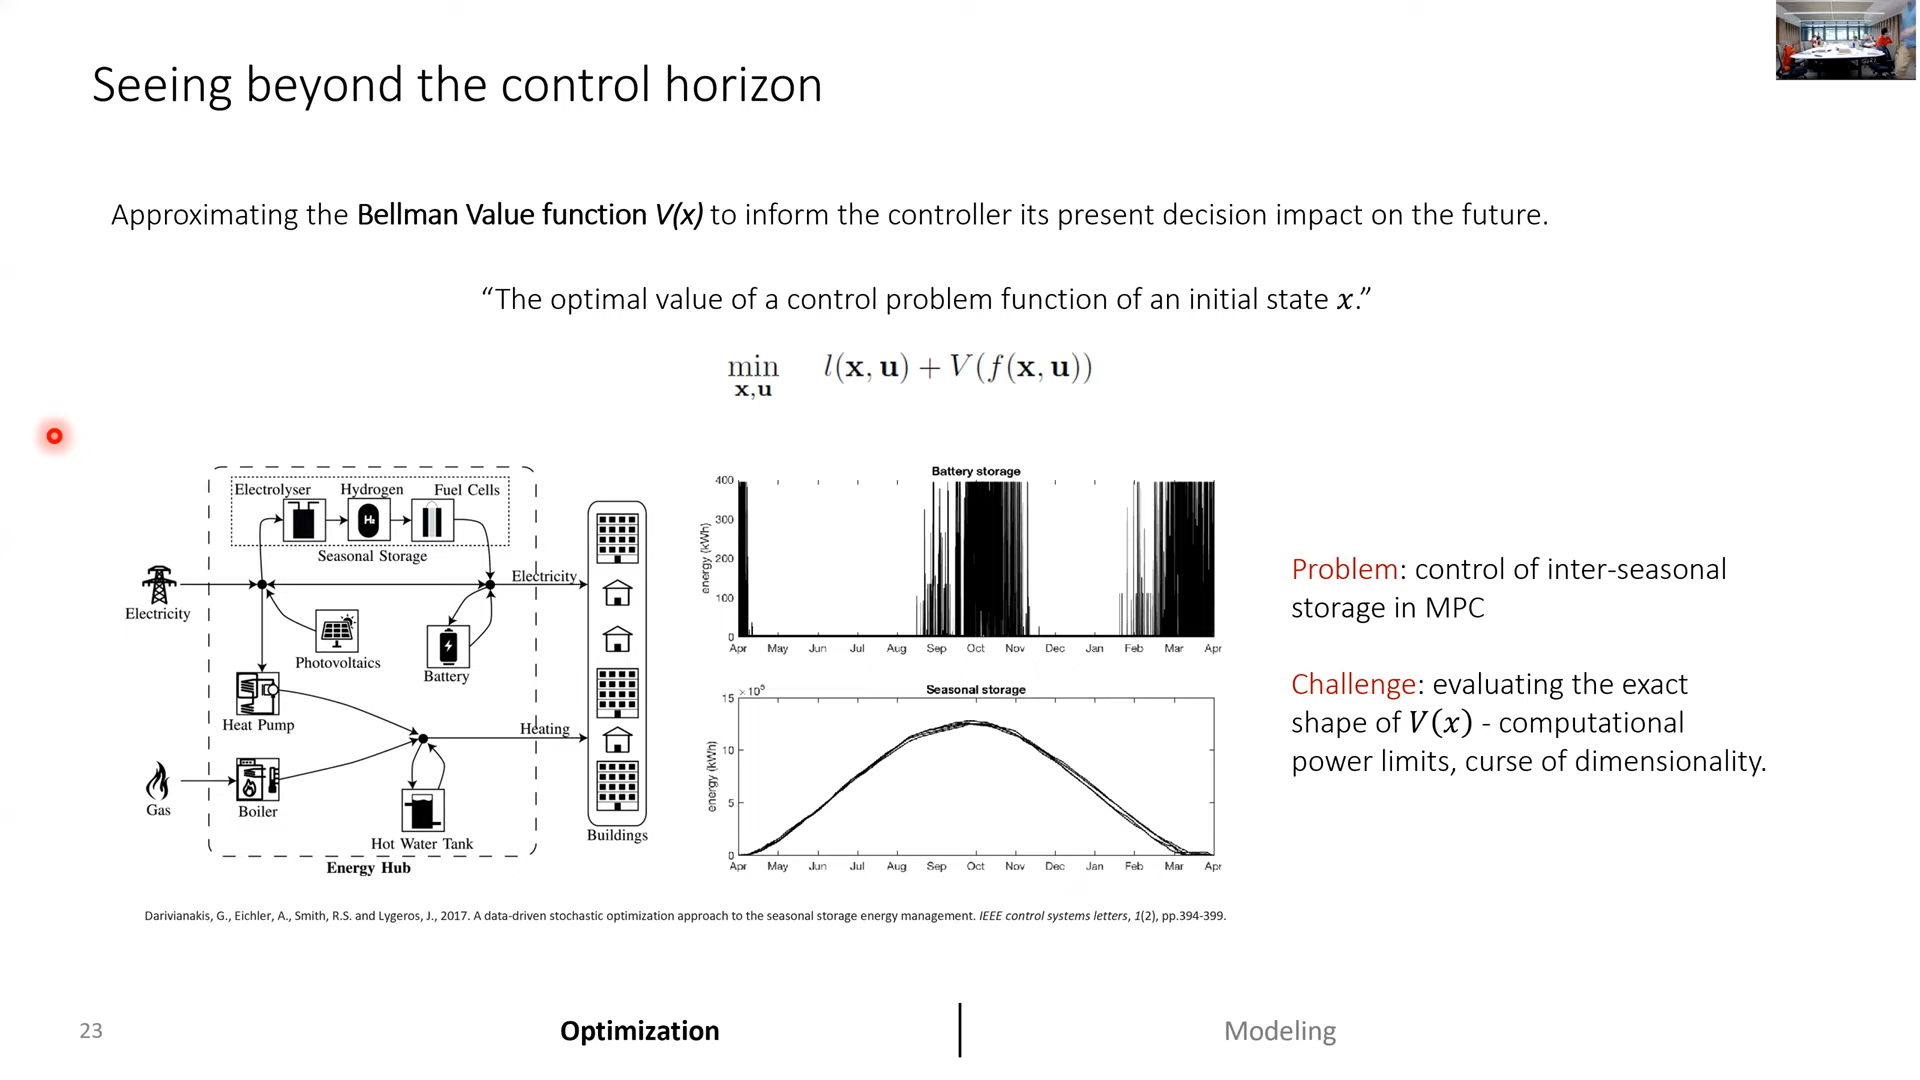 Seeing beyond the control horizon
Approximating the Bellman Value function V(x) to inform the controller its present decision impact on the future.
“The optimal value of a control problem function of an initial state x.”
min l(x, u) + V(f(x, u))
x,u
Electrolyser Hydrogen Fuel Cells
H₂
Seasonal Storage
Electricity
Electricity
Photovoltaics
Battery
Heat Pump
Heating
Gas
Boiler
Hot Water Tank
Buildings
Energy Hub
Battery storage
energy (kWh)
400
300
200
100
0
Apr May Jun Jul Aug Sep Oct Nov Dec Jan Feb Mar Apr
Seasonal storage
energy (kWh)
15 ×10⁵
10
5
0
Apr May Jun Jul Aug Sep Oct Nov Dec Jan Feb Mar Apr
Problem: control of inter-seasonal
storage in MPC
Challenge: evaluating the exact
shape of V(x) - computational
power limits, curse of dimensionality.
Darivianakis, G., Eichler, A., Smith, R.S. and Lygeros, J., 2017. A data-driven stochastic optimization approach to the seasonal storage energy management. IEEE control systems letters, 1(2), pp.394-399.
23
Optimization
Modeling